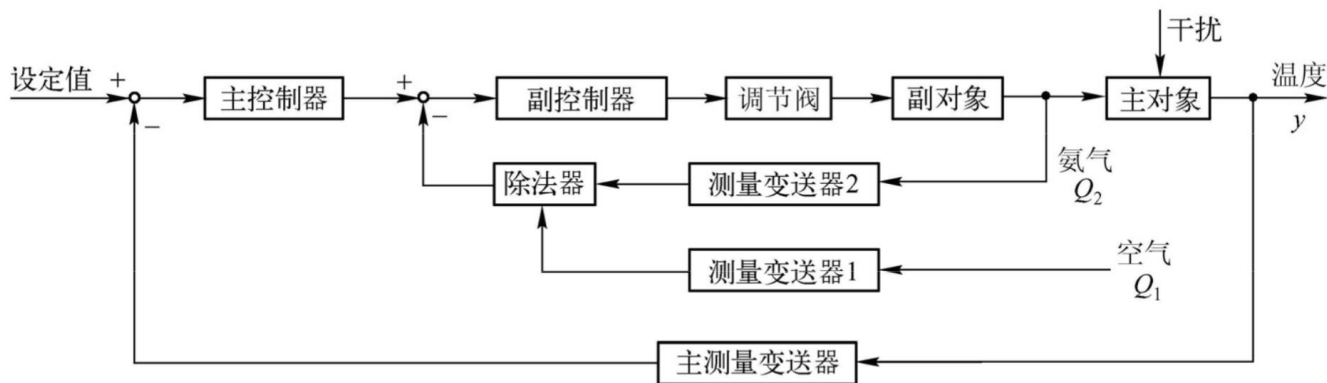 干扰
设定值
+
−
主控制器
+
−
副控制器
调节阀
副对象
主对象
温度
y
除法器
测量变送器2
氨气
Q₂
测量变送器1
空气
Q₁
主测量变送器